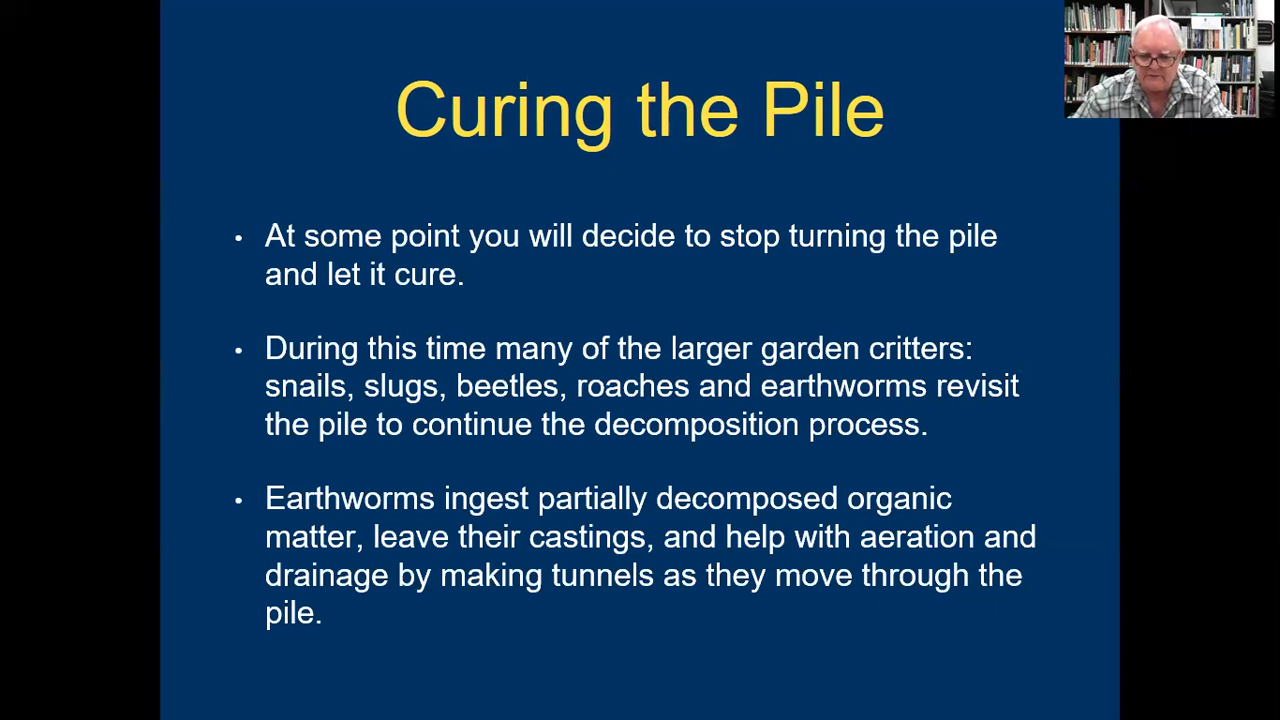 Curing the Pile
• At some point you will decide to stop turning the pile
and let it cure.
• During this time many of the larger garden critters:
snails, slugs, beetles, roaches and earthworms revisit
the pile to continue the decomposition process.
• Earthworms ingest partially decomposed organic
matter, leave their castings, and help with aeration and
drainage by making tunnels as they move through the
pile.